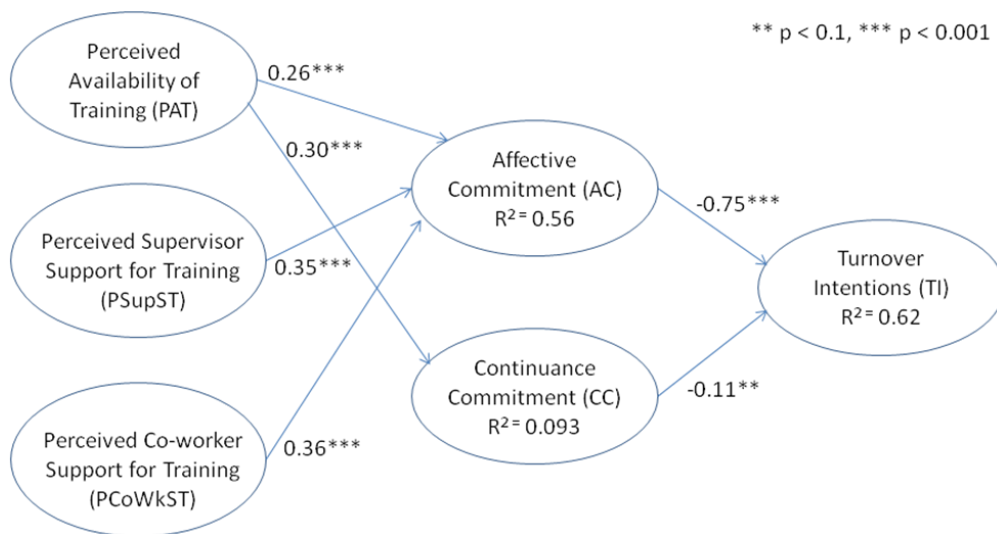 Perceived
Availability of
Training (PAT)
** p < 0.1, *** p < 0.001
0.26***
0.30***
Affective
Commitment (AC)
R² = 0.56
-0.75***
Perceived Supervisor
Support for Training
(PSupST)
0.35***
Turnover
Intentions (TI)
R² = 0.62
Continuance
Commitment (CC)
R² = 0.093
-0.11**
Perceived Co-worker
Support for Training
(PCoWkST)
0.36***